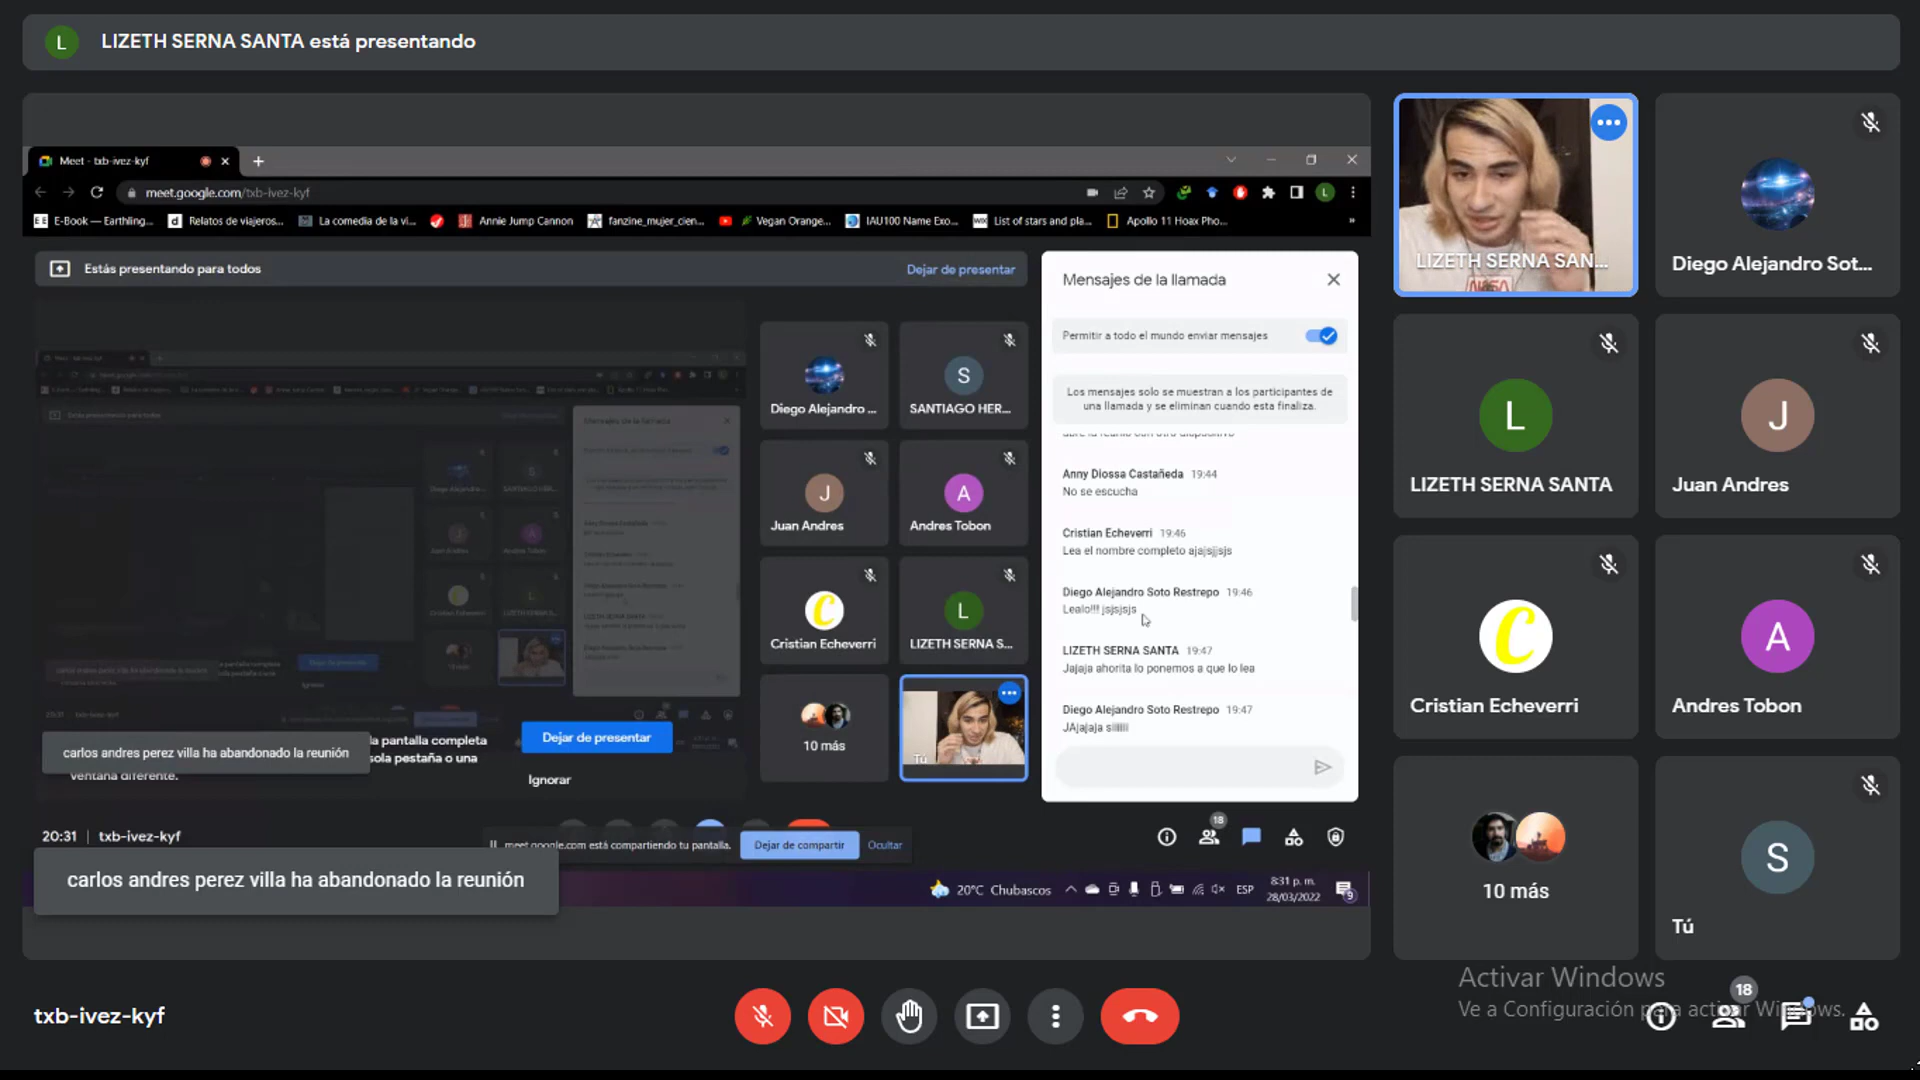 L LIZETH SERNA SANTA está presentando
Meet - txb-ivez-kyf
meet.google.com/txb-ivez-kyf
L
E-Book — Earthling...
Relatos de viajeros...
La comedia de la vi...
Annie Jump Cannon
fanzine_mujer_cien...
Vegan Orange...
IAU100 Name Exo...
List of stars and pla...
Apollo 11 Hoax Pho...
»
Estás presentando para todos
Dejar de presentar
Diego Alejandro ...
S
SANTIAGO HER...
J
Juan Andres
A
Andres Tobon
C
Cristian Echeverri
L
LIZETH SERNA S...
10 más
Tú
Mensajes de la llamada
Permitir a todo el mundo enviar mensajes
Los mensajes solo se muestran a los participantes de
una llamada y se eliminan cuando esta finaliza.
Anny Diossa Castañeda 19:44
No se escucha
Cristian Echeverri 19:46
Lea el nombre completo ajajsjjsjs
Diego Alejandro Soto Restrepo 19:46
Lealo!!! jsjsjsjs
LIZETH SERNA SANTA 19:47
Jajaja ahorita lo ponemos a que lo lea
Diego Alejandro Soto Restrepo 19:47
JAjajaja siiiiii
la pantalla completa
sola pestaña o una
ventana diferente.
carlos andres perez villa ha abandonado la reunión
Dejar de presentar
Ignorar
20:31 | txb-ivez-kyf
meet.google.com está compartiendo tu pantalla.
Dejar de compartir
Ocultar
18
carlos andres perez villa ha abandonado la reunión
20°C Chubascos
ESP
8:31 p. m.
28/03/2022
9
LIZETH SERNA SAN...
NASA
Diego Alejandro Sot...
L
LIZETH SERNA SANTA
J
Juan Andres
C
Cristian Echeverri
A
Andres Tobon
10 más
S
Tú
Activar Windows
Ve a Configuración para activar Windows.
txb-ivez-kyf
18